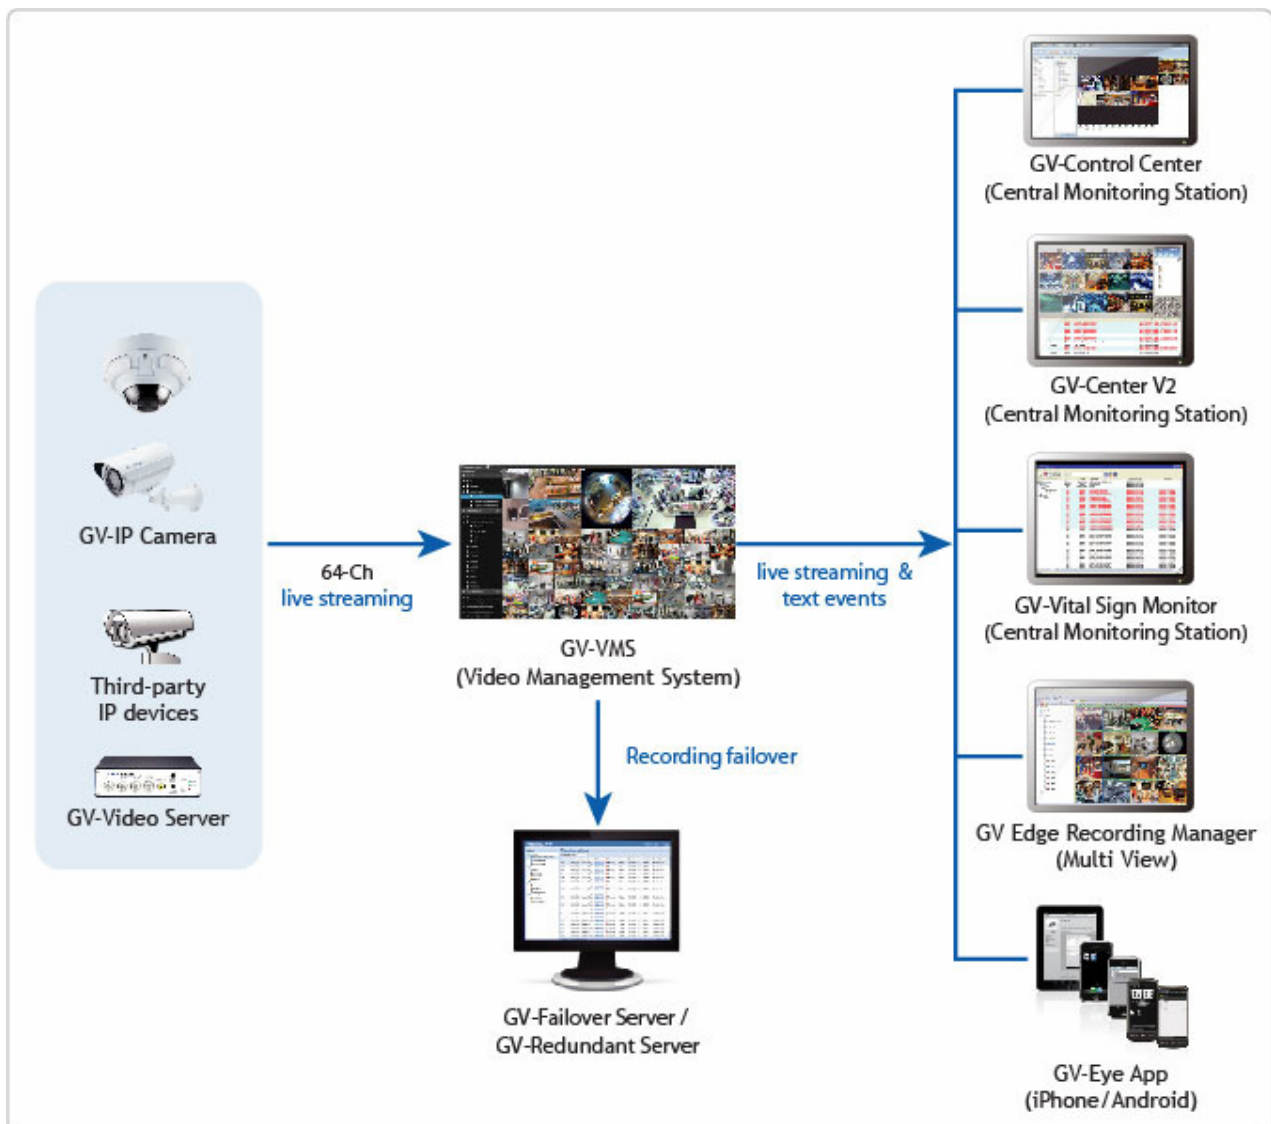 GV-IP Camera
Third-party
IP devices
GV-Video Server
64-Ch
live streaming
GV-VMS
(Video Management System)
Recording failover
GV-Failover Server /
GV-Redundant Server
live streaming &
text events
GV-Control Center
(Central Monitoring Station)
GV-Center V2
(Central Monitoring Station)
GV-Vital Sign Monitor
(Central Monitoring Station)
GV Edge Recording Manager
(Multi View)
GV-Eye App
(iPhone/Android)